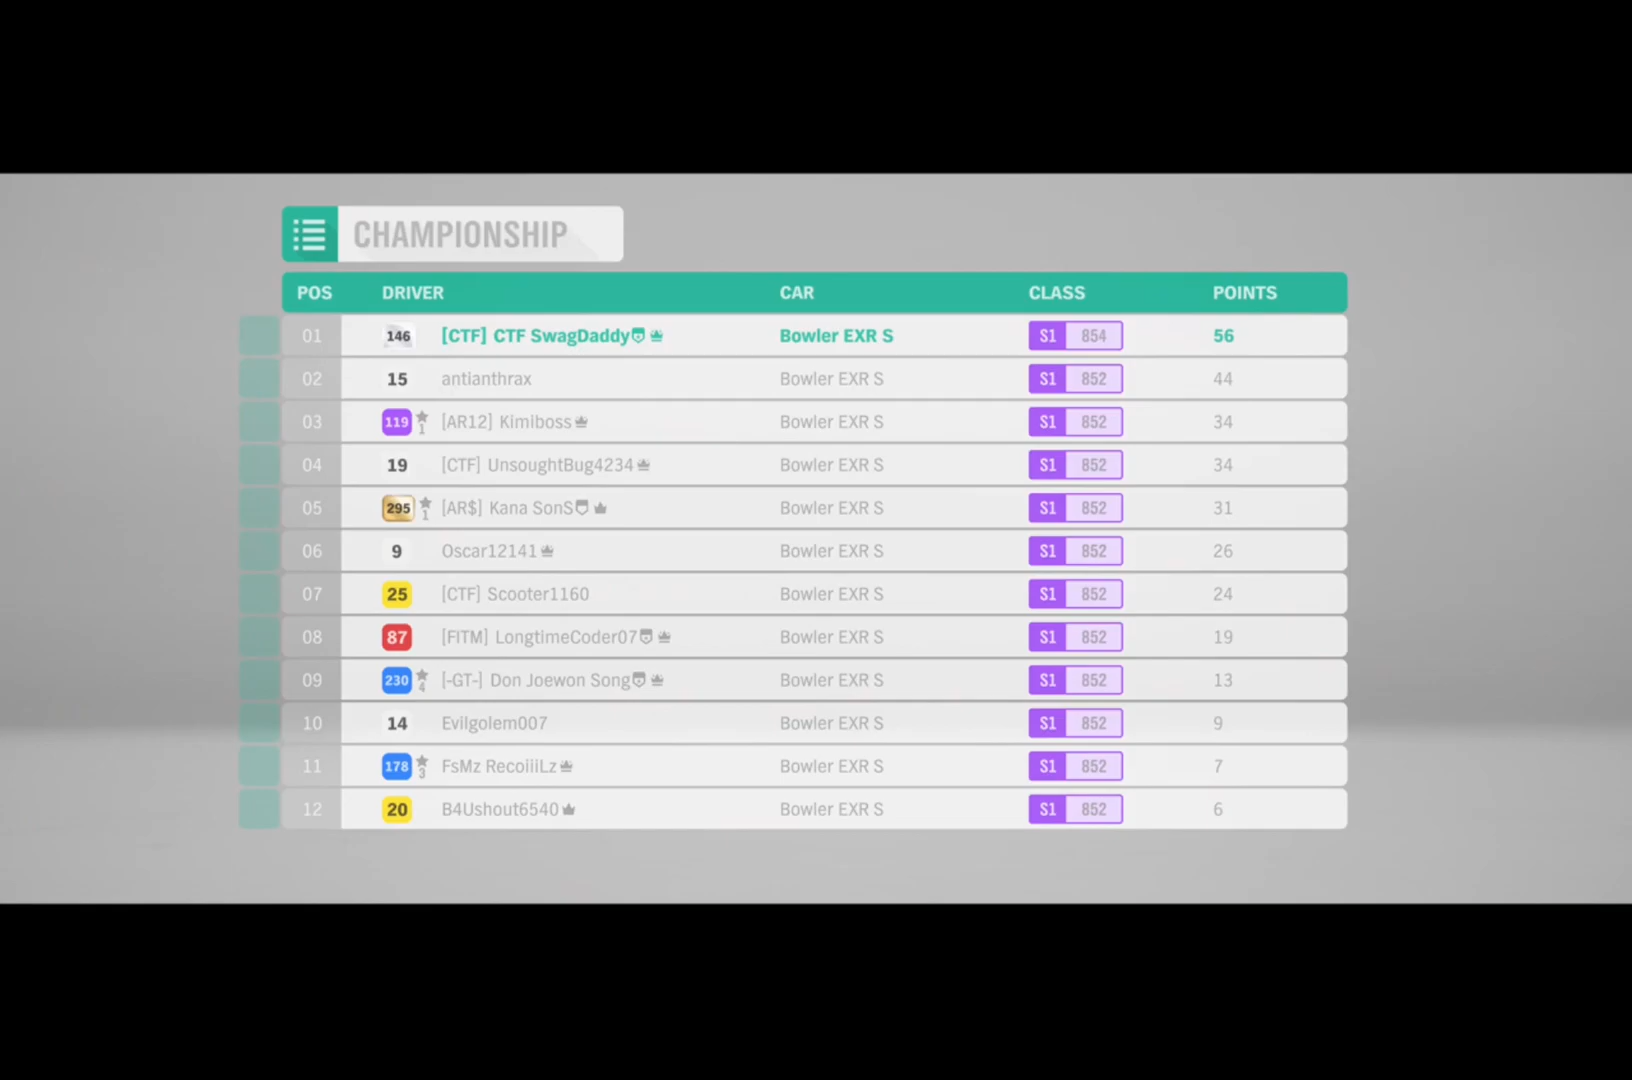 CHAMPIONSHIP
POS DRIVER CAR CLASS POINTS
01 146 [CTF] CTF SwagDaddy Bowler EXR S S1 854 56
02 15 antianthrax Bowler EXR S S1 852 44
03 119 1 [AR12] Kimiboss Bowler EXR S S1 852 34
04 19 [CTF] UnsoughtBug4234 Bowler EXR S S1 852 34
05 295 1 [AR$] Kana SonS Bowler EXR S S1 852 31
06 9 Oscar12141 Bowler EXR S S1 852 26
07 25 [CTF] Scooter1160 Bowler EXR S S1 852 24
08 87 [FITM] LongtimeCoder07 Bowler EXR S S1 852 19
09 230 4 [-GT-] Don Joewon Song Bowler EXR S S1 852 13
10 14 Evilgolem007 Bowler EXR S S1 852 9
11 178 3 FsMz RecoiiiLz Bowler EXR S S1 852 7
12 20 B4Ushout6540 Bowler EXR S S1 852 6